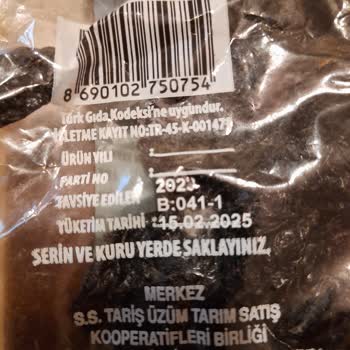 8 690102 750754
Türk Gıda Kodeksi'ne uygundur.
İŞLETME KAYIT NO:TR-45-K-001473
ÜRÜN YILI :
PARTİ NO 2023
TAVSİYE EDİLEN B:041-1
TÜKETİM TARİHİ :15.02.2025
SERİN VE KURU YERDE SAKLAYINIZ.
MERKEZ
S.S. TARİŞ ÜZÜM TARIM SATIŞ
KOOPERATİFLERİ BİRLİĞİ